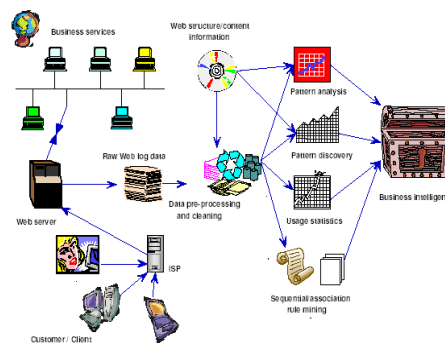 Business services
Web structure/content
information
Pattern analysis
Raw Web log data
Pattern discovery
Data pre-processing
and cleaning
Business intelligen
Web server
Usage statistics
ISP
Sequential/association
rule mining
Customer / Client